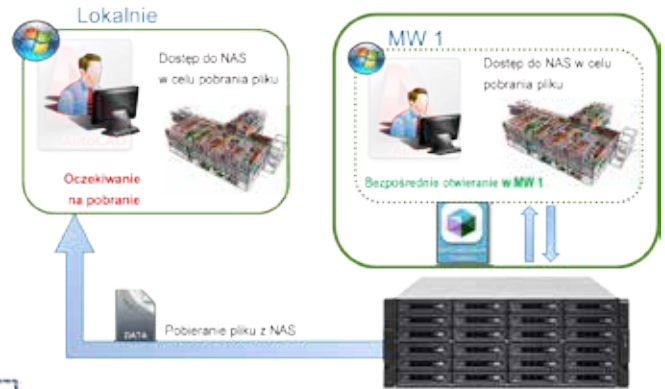 Lokalnie
Dostęp do NAS
w celu pobrania pliku
AutoCAD
Oczekiwanie
na pobranie
MW 1
Dostęp do NAS w celu
pobrania pliku
Bezpośrednie otwieranie w MW 1
DATA
Pobieranie pliku z NAS